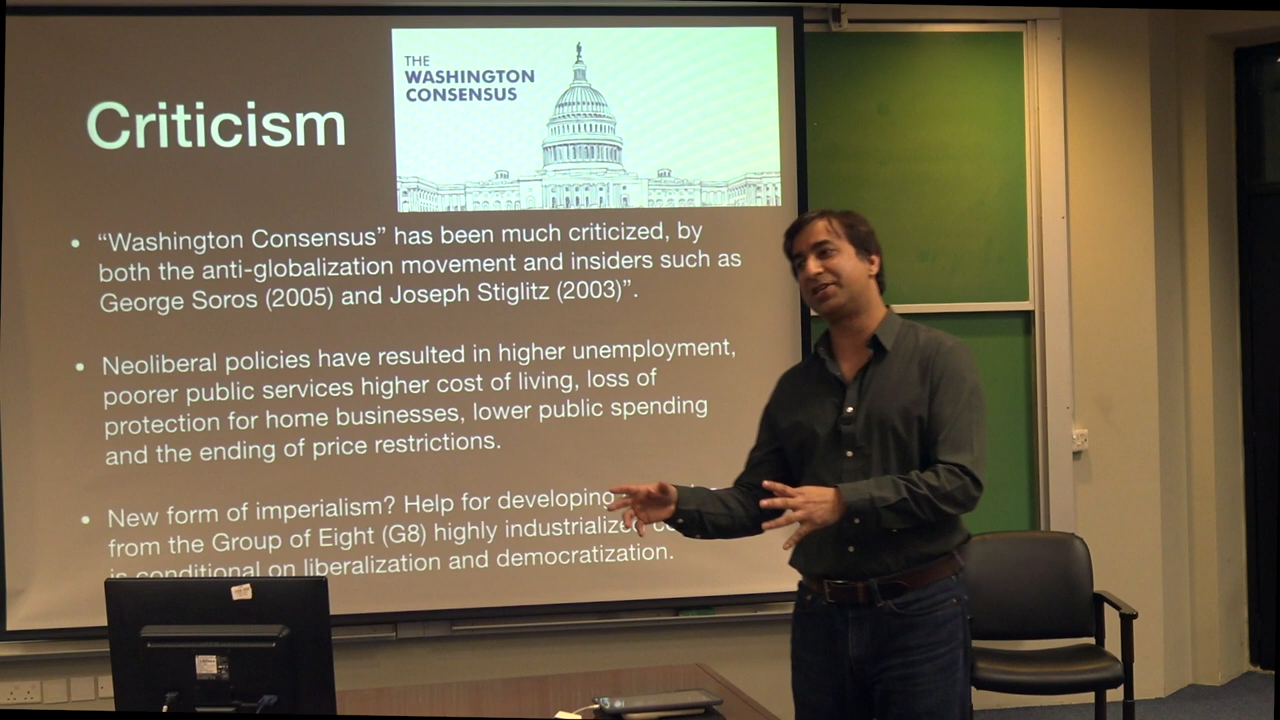 THE
WASHINGTON
CONSENSUS
Criticism
• “Washington Consensus” has been much criticized, by
both the anti-globalization movement and insiders such as
George Soros (2005) and Joseph Stiglitz (2003)”.
• Neoliberal policies have resulted in higher unemployment,
poorer public services higher cost of living, loss of
protection for home businesses, lower public spending
and the ending of price restrictions.
• New form of imperialism? Help for developing
from the Group of Eight (G8) highly industrialized
is conditional on liberalization and democratization.